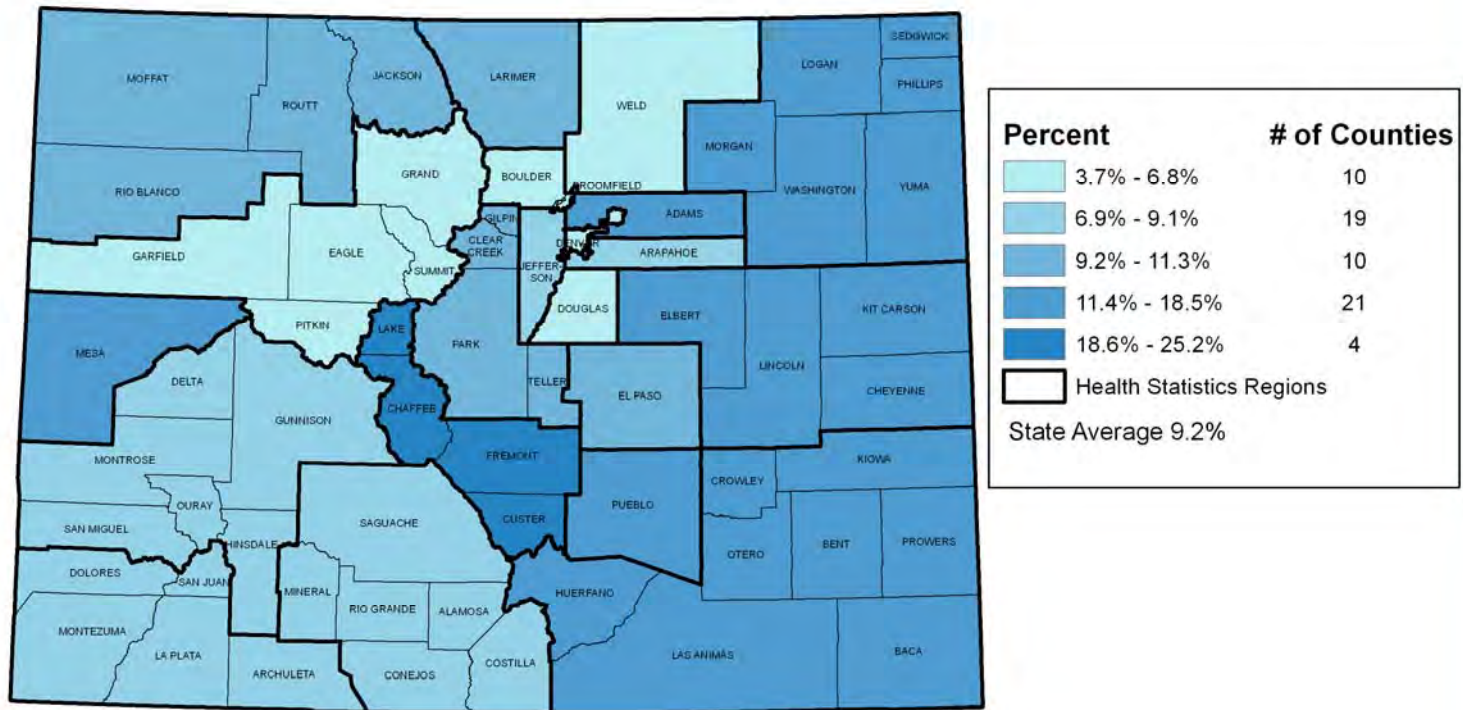 SEDGWICK
LOGAN
MOFFAT
JACKSON
LARIMER
PHILLIPS
ROUTT
WELD
MORGAN
GRAND
BOULDER
RIO BLANCO
BROOMFIELD
WASHINGTON
YUMA
GILPIN
ADAMS
CLEAR
CREEK
DENVER
GARFIELD
EAGLE
SUMMIT
JEFFER-
SON
ARAPAHOE
DOUGLAS
ELBERT
KIT CARSON
PITKIN
LAKE
PARK
MESA
LINCOLN
DELTA
TELLER
CHEYENNE
EL PASO
CHAFFEE
GUNNISON
FREMONT
MONTROSE
KIOWA
CROWLEY
OURAY
PUEBLO
CUSTER
SAGUACHE
SAN MIGUEL
HINSDALE
OTERO
BENT
PROWERS
DOLORES
SAN JUAN
MINERAL
HUERFANO
RIO GRANDE
ALAMOSA
MONTEZUMA
LA PLATA
COSTILLA
LAS ANIMAS
BACA
ARCHULETA
CONEJOS
Percent # of Counties
3.7% - 6.8% 10
6.9% - 9.1% 19
9.2% - 11.3% 10
11.4% - 18.5% 21
18.6% - 25.2% 4
Health Statistics Regions
State Average 9.2%